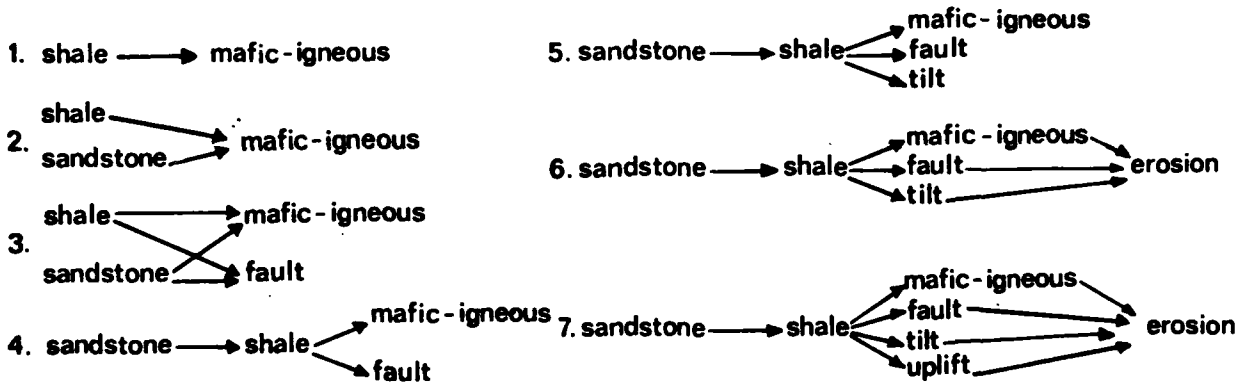 1. shale mafic-igneous
2. shale
sandstone
mafic-igneous
3. shale
sandstone
mafic-igneous
fault
4. sandstone shale mafic-igneous
fault
5. sandstone shale mafic-igneous
fault
tilt
6. sandstone shale mafic-igneous
fault
tilt
erosion
7. sandstone shale mafic-igneous
fault
tilt
uplift
erosion